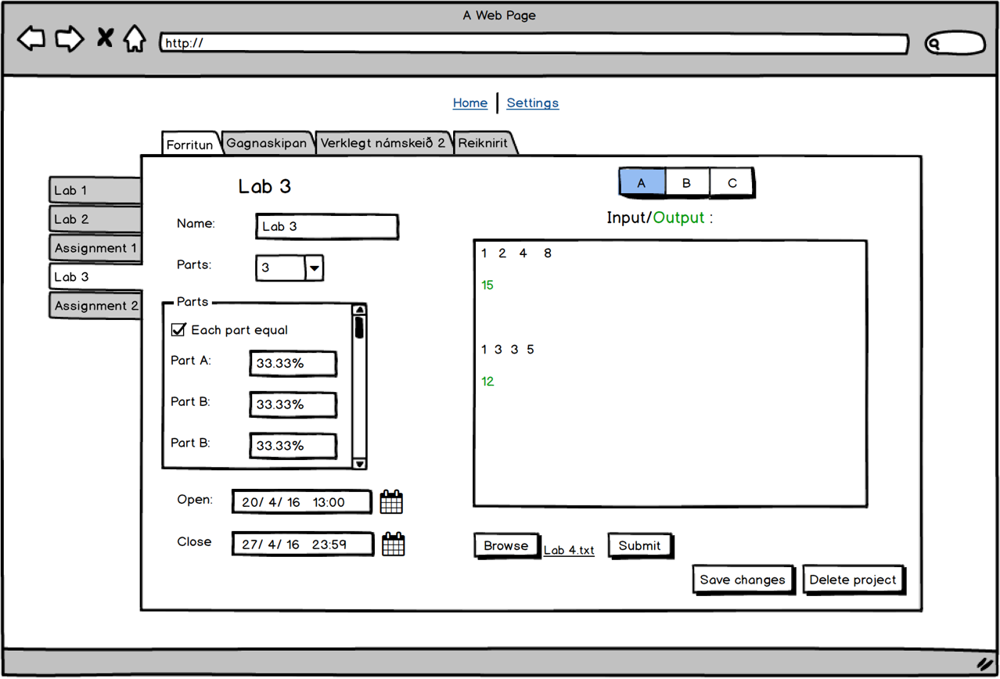 A Web Page
http://
Home | Settings
Forritun Gagnaskipan Verklegt námskeið 2 Reiknirit
Lab 1
Lab 2
Assignment 1
Lab 3
Assignment 2
Lab 3
Name: Lab 3
Parts: 3
Parts
Each part equal
Part A: 33.33%
Part B: 33.33%
Part B: 33.33%
Open: 20/ 4/ 16 13:00
Close 27/ 4/ 16 23:59
A B C
Input/Output :
1 2 4 8
15
1 3 3 5
12
Browse Lab 4.txt Submit
Save changes Delete project